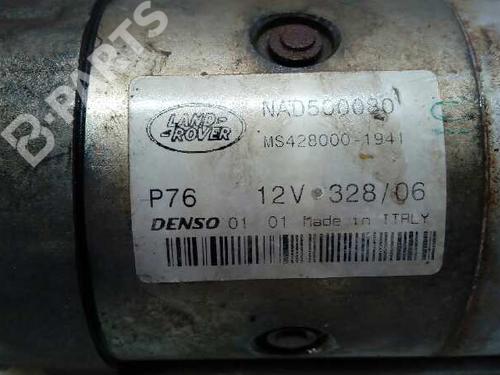 B-PARTS
LAND-
-ROVER
NAD500080
MS428000-1941
P76 12V 328/06
DENSO 01 01 Made in ITALY